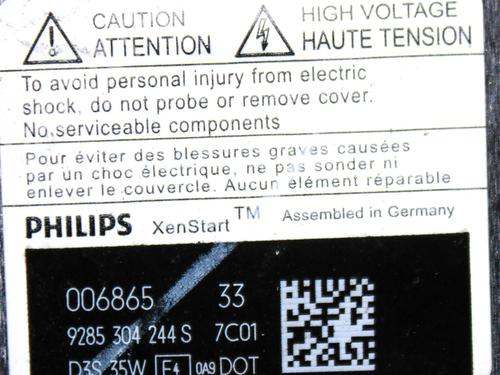 CAUTION HIGH VOLTAGE
ATTENTION HAUTE TENSION
To avoid personal injury from electric
shock, do not probe or remove cover.
No serviceable components
Pour éviter des blessures graves causées
par un choc électrique, ne pas sonder ni
enlever le couvercle. Aucun élément réparable
PHILIPS XenStart™ Assembled in Germany
006865 33
9285 304 244 S 7C01
D3S 35W E4 0A9 DOT